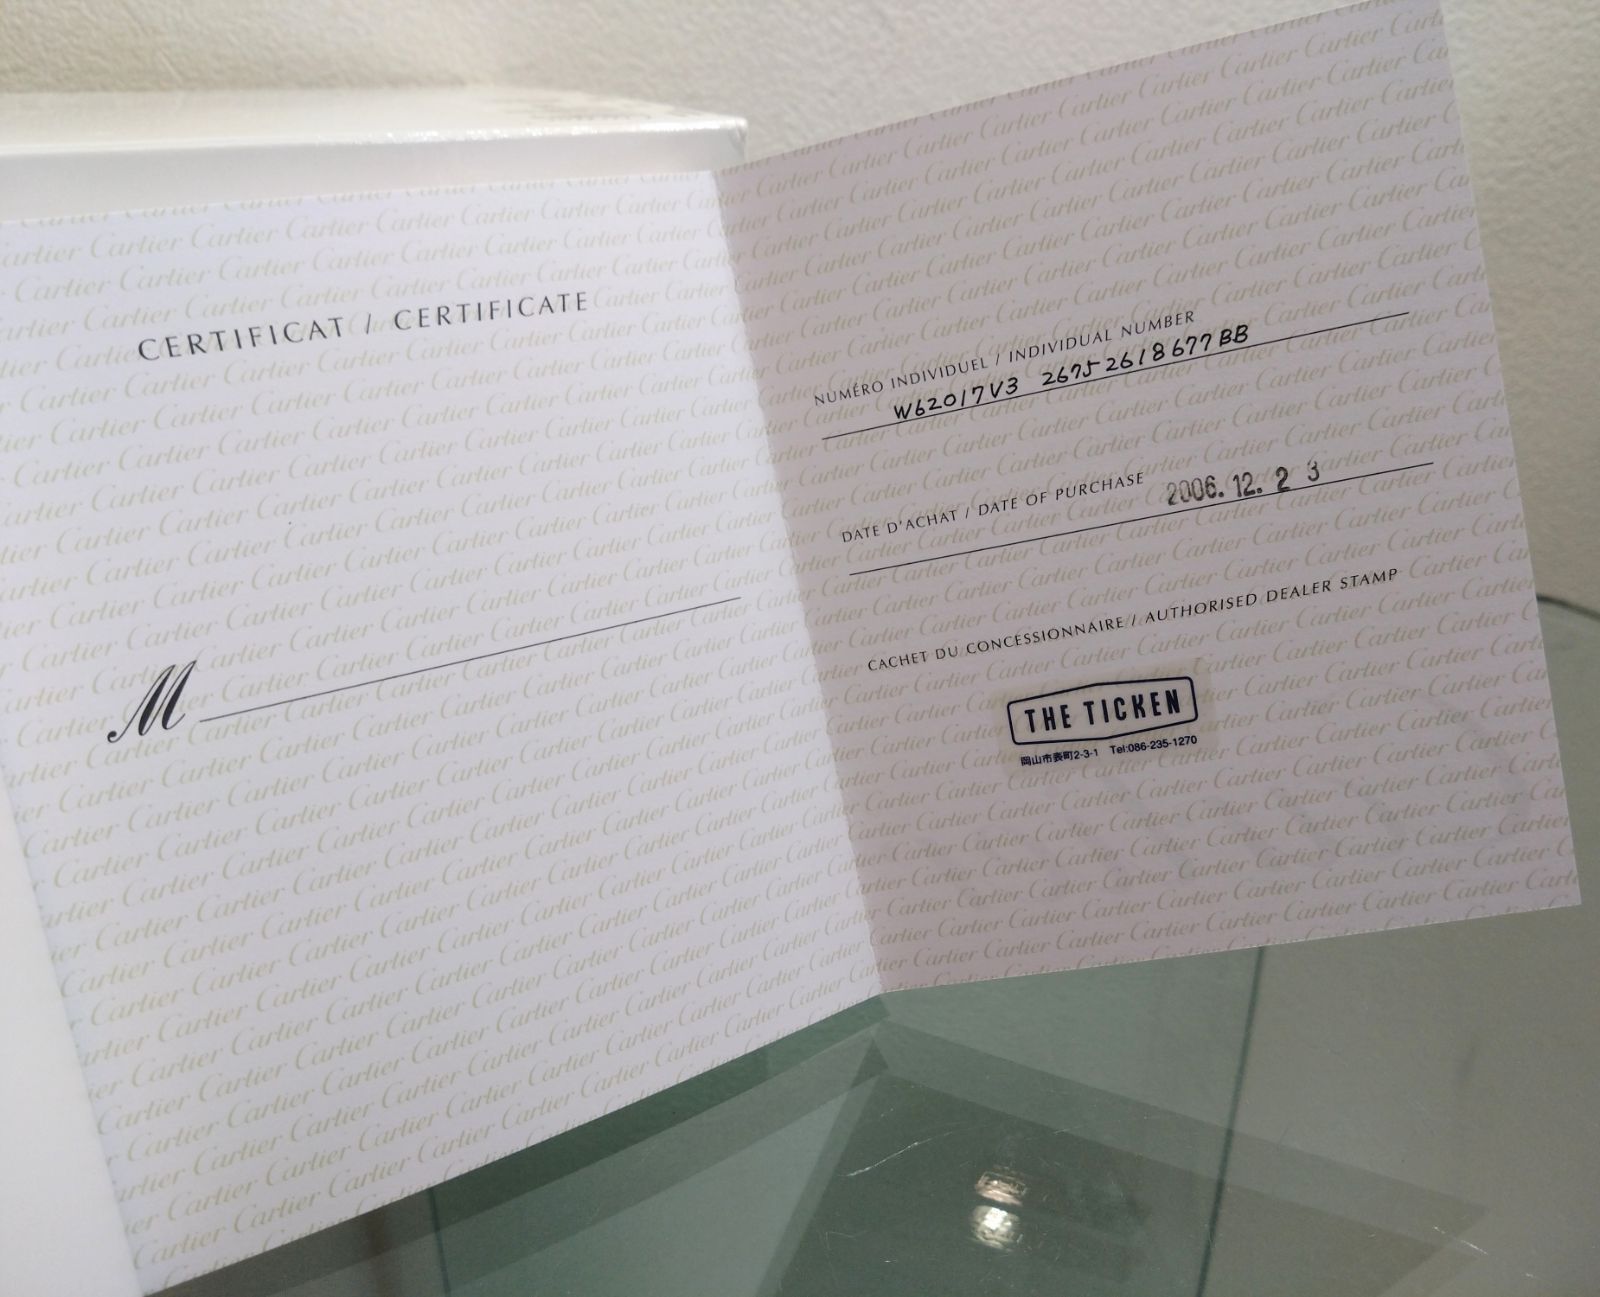 CERTIFICAT / CERTIFICATE
M
NUMÉRO INDIVIDUEL / INDIVIDUAL NUMBER
W62017V3 2675 2618677BB
DATE D'ACHAT / DATE OF PURCHASE 2006.12.23
CACHET DU CONCESSIONNAIRE / AUTHORISED DEALER STAMP
THE TICKEN
岡山市表町2-3-1 Tel:086-235-1270